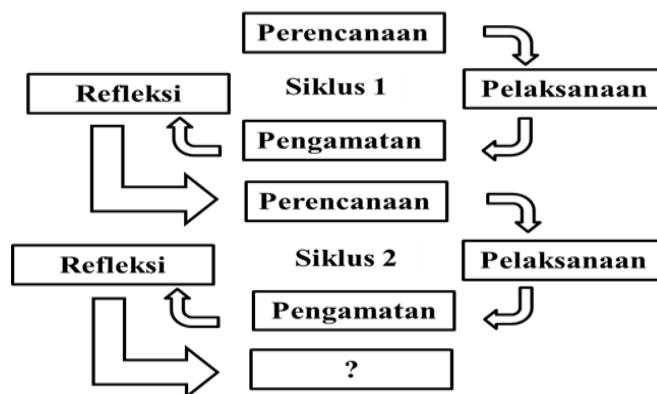 Perencanaan
Refleksi
Siklus 1
Pelaksanaan
Pengamatan
Perencanaan
Refleksi
Siklus 2
Pelaksanaan
Pengamatan
?